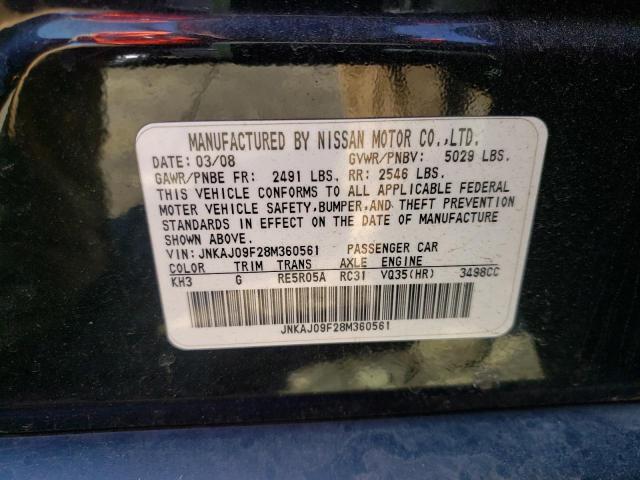 MANUFACTURED BY NISSAN MOTOR CO.,LTD.
DATE: 03/08 GVWR/PNBV: 5029 LBS.
GAWR/PNBE FR: 2491 LBS. RR: 2546 LBS.
THIS VEHICLE CONFORMS TO ALL APPLICABLE FEDERAL
MOTOR VEHICLE SAFETY,BUMPER,AND THEFT PREVENTION
STANDARDS IN EFFECT ON THE DATE OF MANUFACTURE
SHOWN ABOVE.
VIN: JNKAJ09F28M360561 PASSENGER CAR
COLOR TRIM TRANS AXLE ENGINE
KH3 G RE5R05A RC31 VQ35(HR) 3498CC
JNKAJ09F28M360561